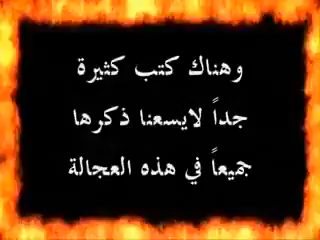 وهناك كتب كثيرة
جداً لايسعنا ذكرها
جميعاً في هذه العجالة